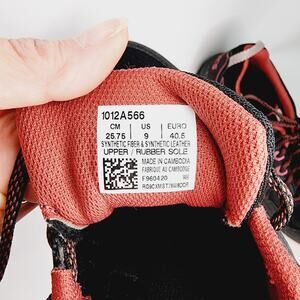 1012A566
CM US EURO
25.75 9 40.5
SYNTHETIC FIBER & SYNTHETIC LEATHER
UPPER / RUBBER SOLE
MADE IN CAMBODIA
FABRIQUE AU CAMBODGE
F960420